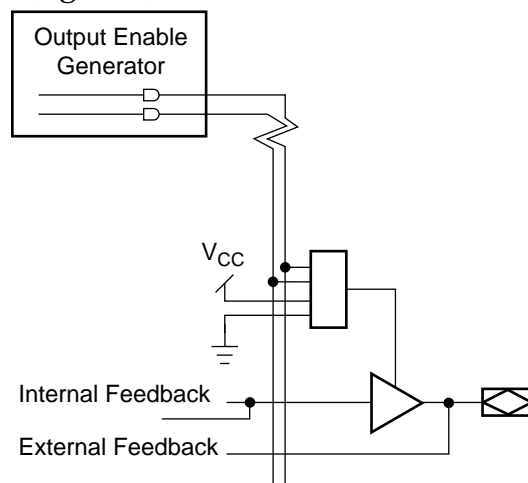 Output Enable
Generator
VCC
Internal Feedback
External Feedback